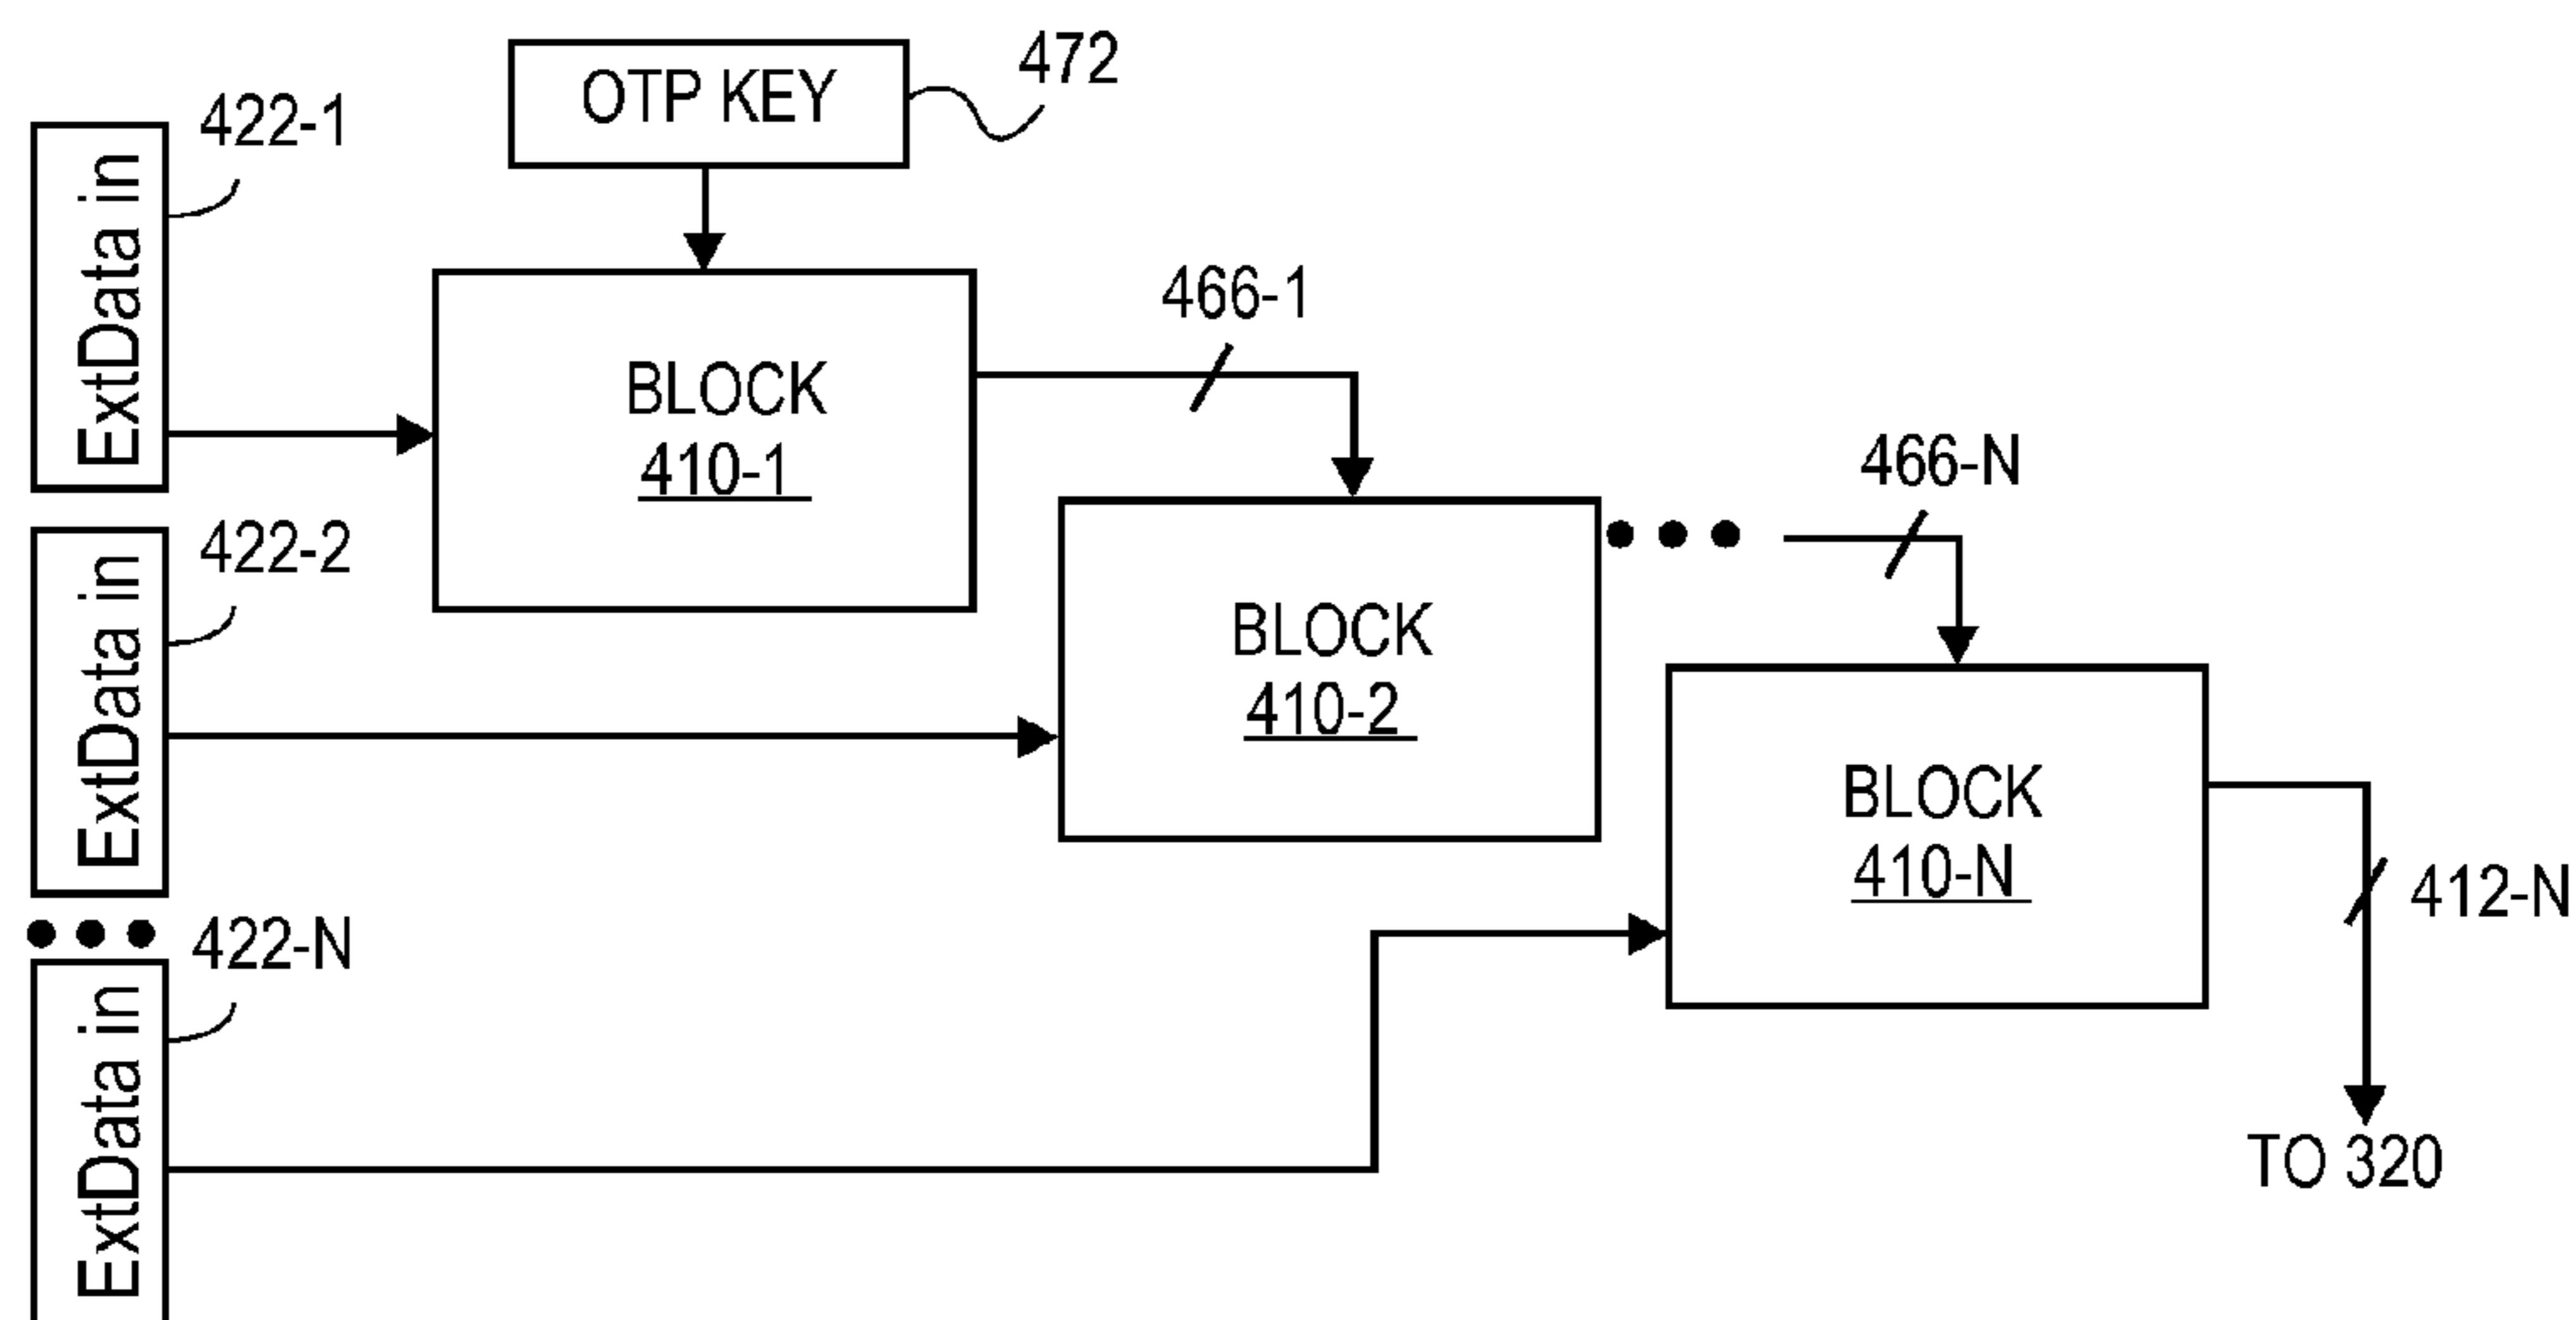 OTP KEY
472
422-1
ExtData in
466-1
BLOCK
410-1
466-N
422-2
ExtData in
BLOCK
410-2
BLOCK
410-N
412-N
422-N
ExtData in
TO 320